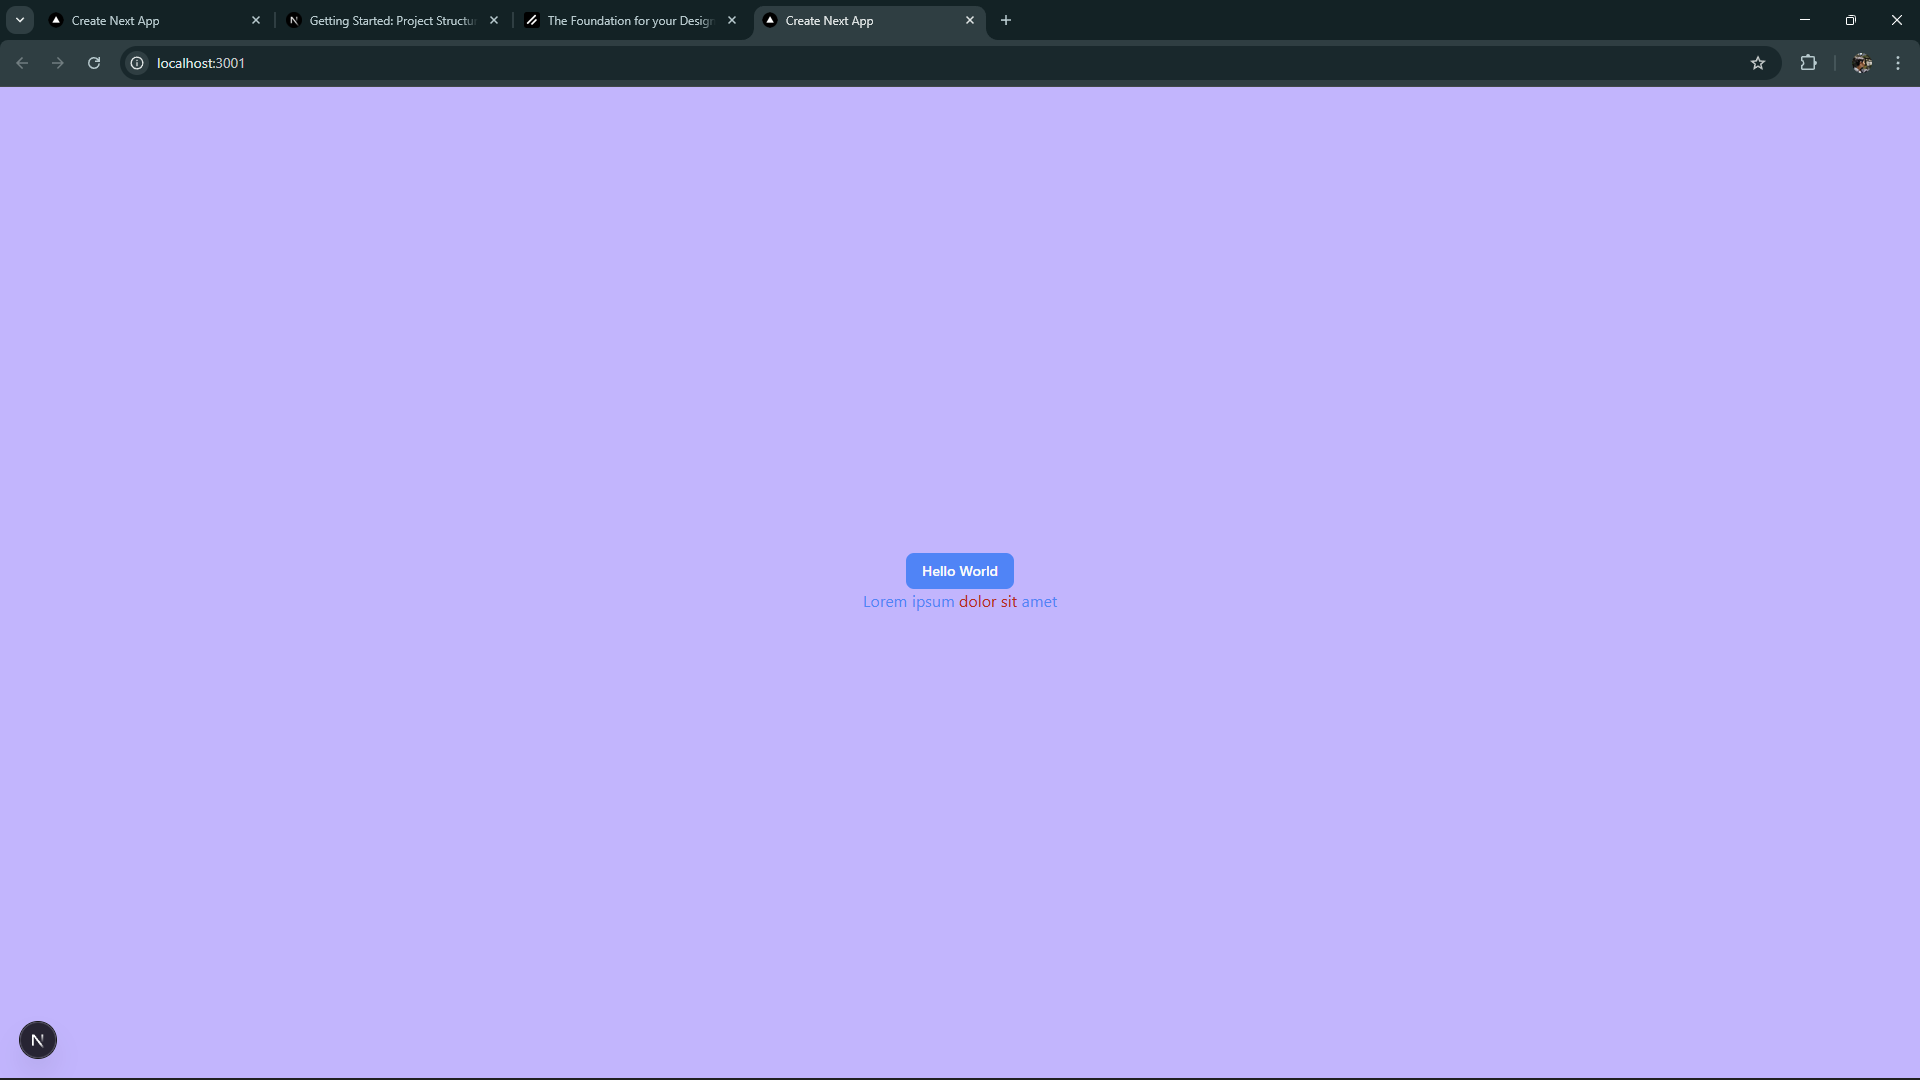 Create Next App
Getting Started: Project Structu
The Foundation for your Design
Create Next App
localhost:3001
Hello World
Lorem ipsum dolor sit amet
N